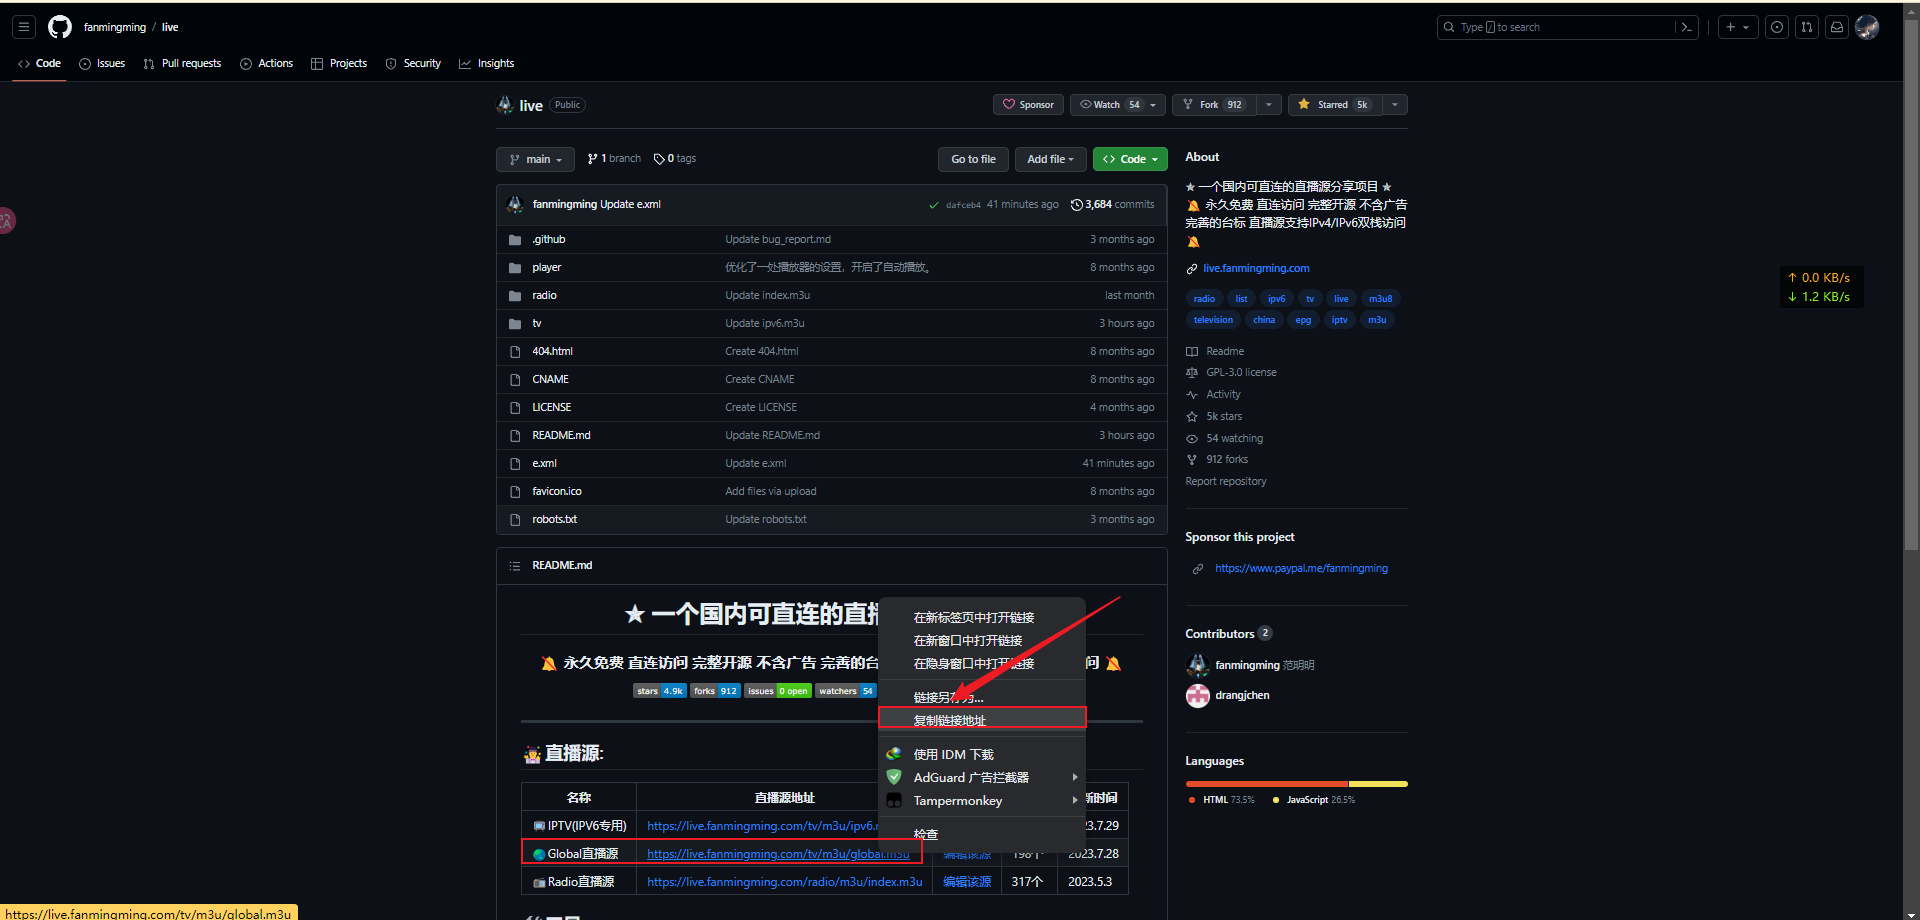 fanmingming / live
Type / to search
Code
Issues
Pull requests
Actions
Projects
Security
Insights
live Public
Sponsor
Watch 54
Fork 912
Starred 5k
main
1 branch
0 tags
Go to file
Add file
Code
fanmingming Update e.xml
dafceb4 41 minutes ago
3,684 commits
.github Update bug_report.md 3 months ago
player 优化了一处播放器的设置，开启了自动播放。 8 months ago
radio Update index.m3u last month
tv Update ipv6.m3u 3 hours ago
404.html Create 404.html 8 months ago
CNAME Create CNAME 8 months ago
LICENSE Create LICENSE 4 months ago
README.md Update README.md 3 hours ago
e.xml Update e.xml 41 minutes ago
favicon.ico Add files via upload 8 months ago
robots.txt Update robots.txt 3 months ago
README.md
★ 一个国内可直连的直播
永久免费 直连访问 完整开源 不含广告 完善的台
问
stars 4.9k forks 912 issues 0 open watchers 54
直播源:
名称 直播源地址 新时间
IPTV(IPV6专用) https://live.fanmingming.com/tv/m3u/ipv6. 3.7.29
Global直播源 https://live.fanmingming.com/tv/m3u/global.m3u 编辑该源 198个 2023.7.28
Radio直播源 https://live.fanmingming.com/radio/m3u/index.m3u 编辑该源 317个 2023.5.3
在新标签页中打开链接
在新窗口中打开链接
在隐身窗口中打开链接
链接另存为...
复制链接地址
使用 IDM 下载
AdGuard 广告拦截器
Tampermonkey
检查
About
★ 一个国内可直连的直播源分享项目 ★
永久免费 直连访问 完整开源 不含广告
完善的台标 直播源支持IPv4/IPv6双栈访问
live.fanmingming.com
radio list ipv6 tv live m3u8
television china epg iptv m3u
Readme
GPL-3.0 license
Activity
5k stars
54 watching
912 forks
Report repository
Sponsor this project
https://www.paypal.me/fanmingming
Contributors 2
fanmingming 范明明
drangjchen
Languages
HTML 73.5% JavaScript 26.5%
↑ 0.0 KB/s
↓ 1.2 KB/s
https://live.fanmingming.com/tv/m3u/global.m3u